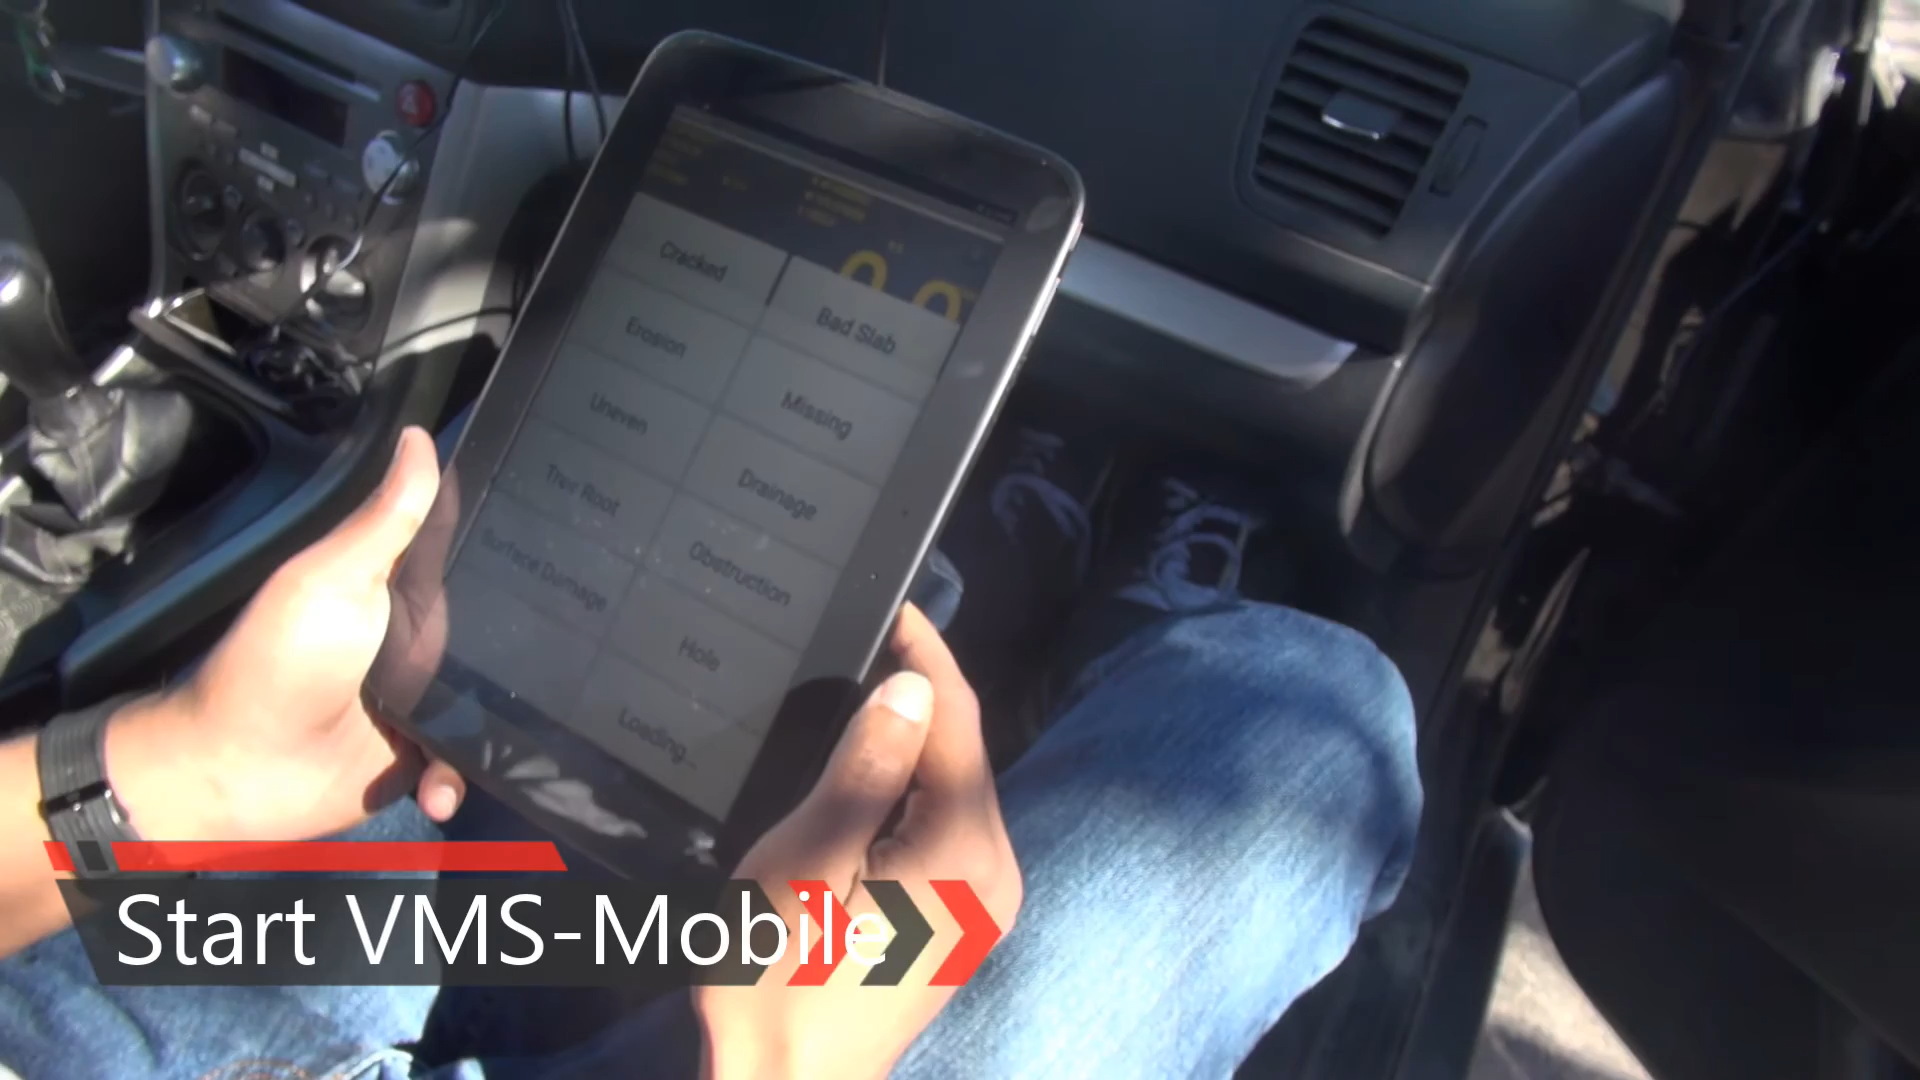 Cracked
Bad Slab
Erosion
Missing
Uneven
Drainage
Tree Root
Obstruction
Surface Damage
Hole
Loading...
Start VMS-Mobile